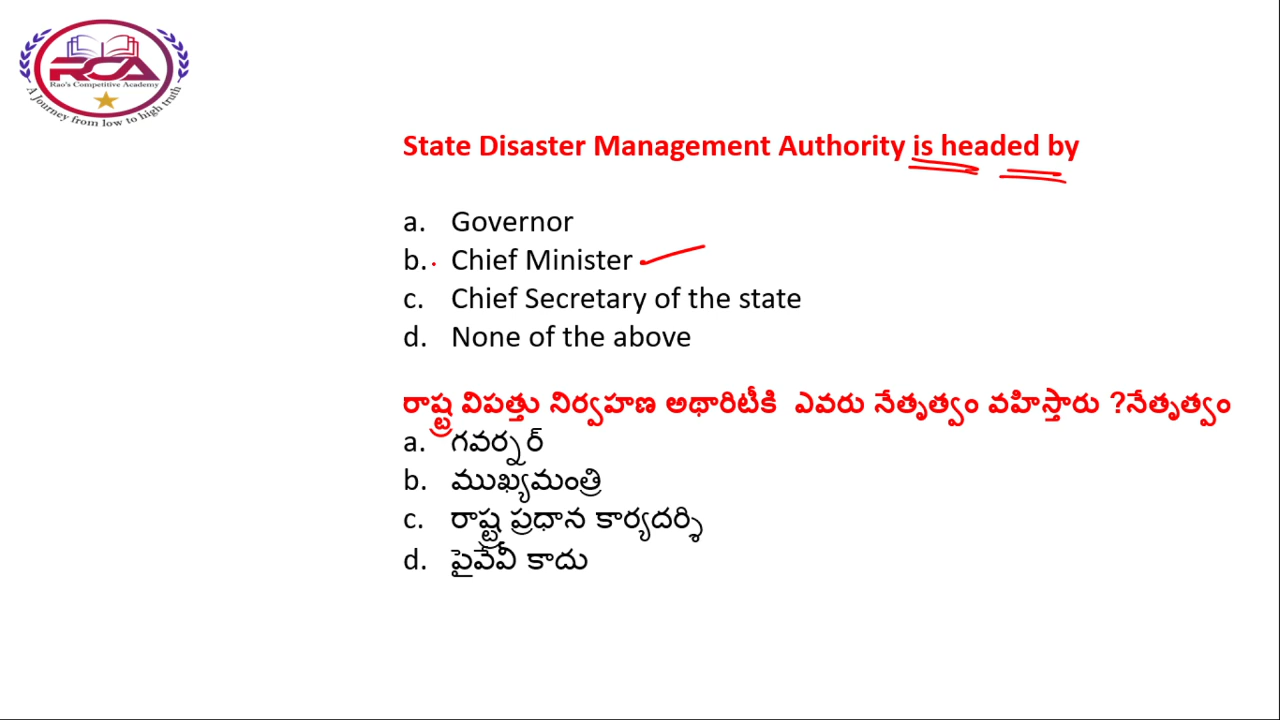 RCA
Rao's Competitive Academy
A Journey from low to high truth
State Disaster Management Authority is headed by
a. Governor
b. Chief Minister
c. Chief Secretary of the state
d. None of the above
రాష్ట్ర విపత్తు నిర్వహణ అథారిటీకి ఎవరు నేతృత్వం వహిస్తారు ?నేతృత్వం
a. గవర్నర్
b. ముఖ్యమంత్రి
c. రాష్ట్ర ప్రధాన కార్యదర్శి
d. పైవేవీ కాదు